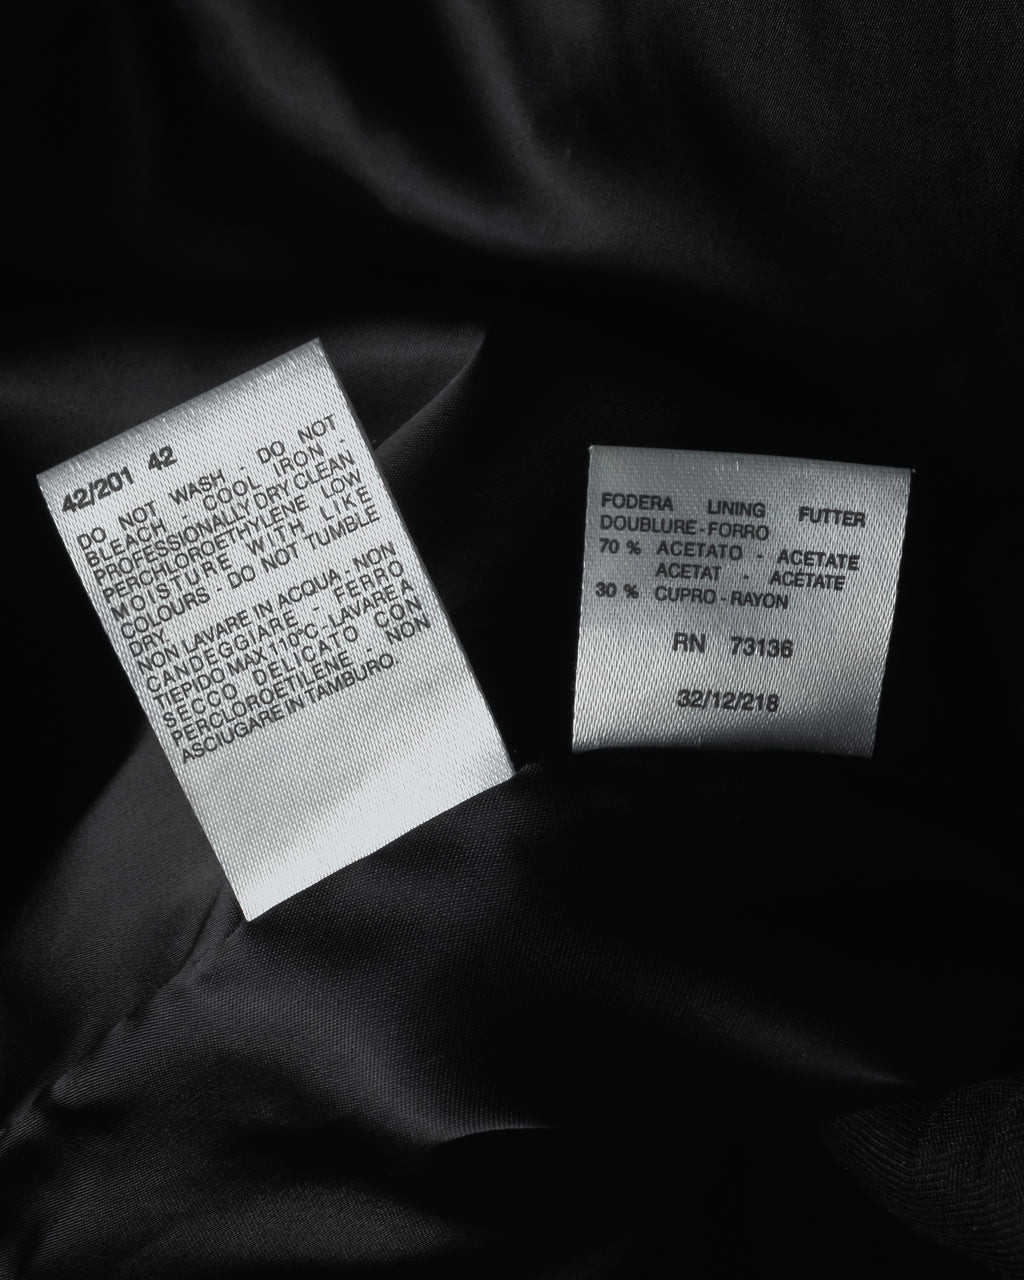 42/201 42
DO NOT WASH - DO NOT
BLEACH - COOL IRON -
PROFESSIONALLY DRY CLEAN
PERCHLOROETHYLENE LOW
MOISTURE WITH LIKE
COLOURS - DO NOT TUMBLE
DRY.
NON LAVARE IN ACQUA - NON
CANDEGGIARE - FERRO
TIEPIDO MAX 110°C - LAVARE A
SECCO DELICATO CON
PERCLOROETILENE - NON
ASCIUGARE IN TAMBURO.
FODERA LINING FUTTER
DOUBLURE - FORRO
70 % ACETATO - ACETATE
ACETAT - ACETATE
30 % CUPRO - RAYON
RN 73136
32/12/218